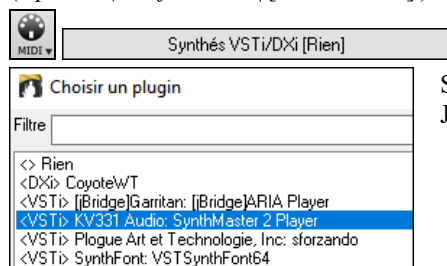 MIDI
Synthés VSTi/DXi [Rien]
Choisir un plugin
Filtre
<> Rien
<DXi> CoyoteWT
<VSTi> [jBridge]Garritan: [jBridge]ARIA Player
<VSTi> KV331 Audio: SynthMaster 2 Player
<VSTi> Plogue Art et Technologie, Inc: sforzando
<VSTi> SynthFont: VSTSynthFont64